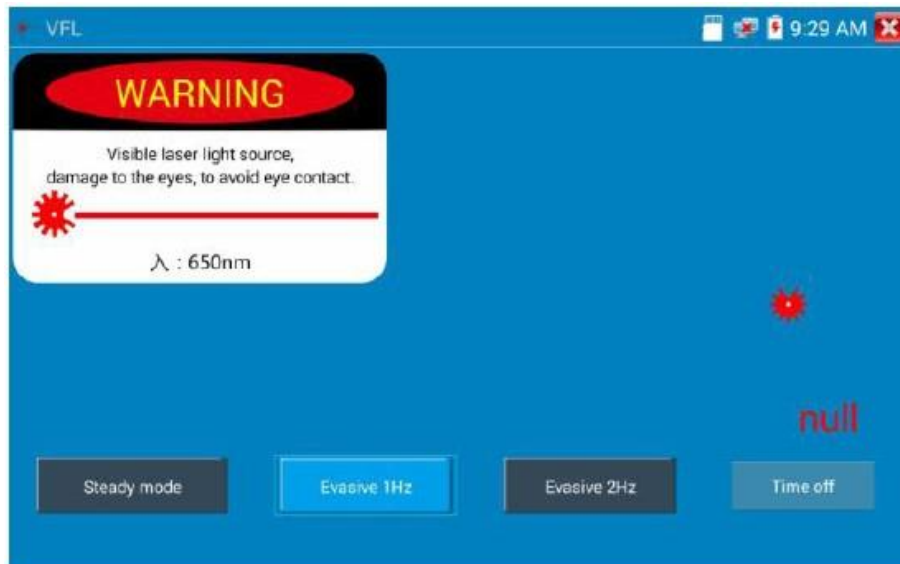 VFL
9:29 AM
WARNING
Visible laser light source,
damage to the eyes, to avoid eye contact.
入 : 650nm
null
Steady mode
Evasive 1Hz
Evasive 2Hz
Time off